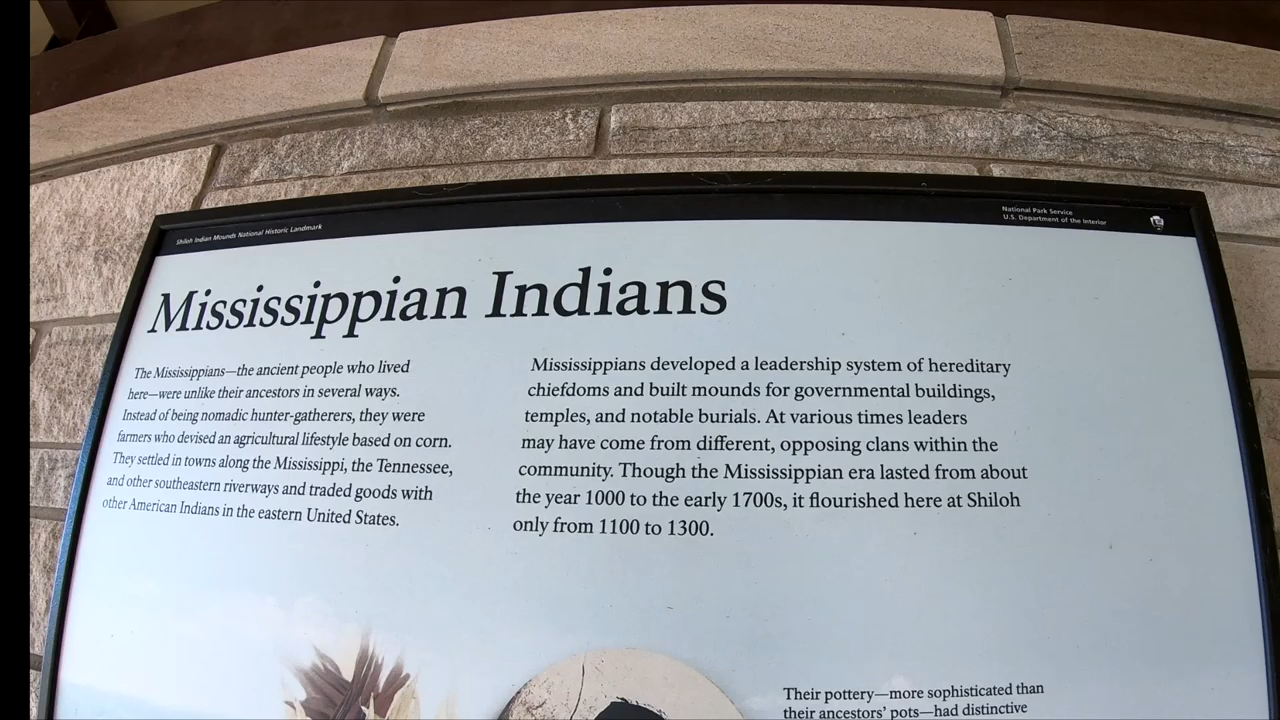 Shiloh Indian Mounds National Historic Landmark
National Park Service
U.S. Department of the Interior
Mississippian Indians
The Mississippians—the ancient people who lived
here—were unlike their ancestors in several ways.
Instead of being nomadic hunter-gatherers, they were
farmers who devised an agricultural lifestyle based on corn.
They settled in towns along the Mississippi, the Tennessee,
and other southeastern riverways and traded goods with
other American Indians in the eastern United States.
Mississippians developed a leadership system of hereditary
chiefdoms and built mounds for governmental buildings,
temples, and notable burials. At various times leaders
may have come from different, opposing clans within the
community. Though the Mississippian era lasted from about
the year 1000 to the early 1700s, it flourished here at Shiloh
only from 1100 to 1300.
Their pottery—more sophisticated than
their ancestors' pots—had distinctive